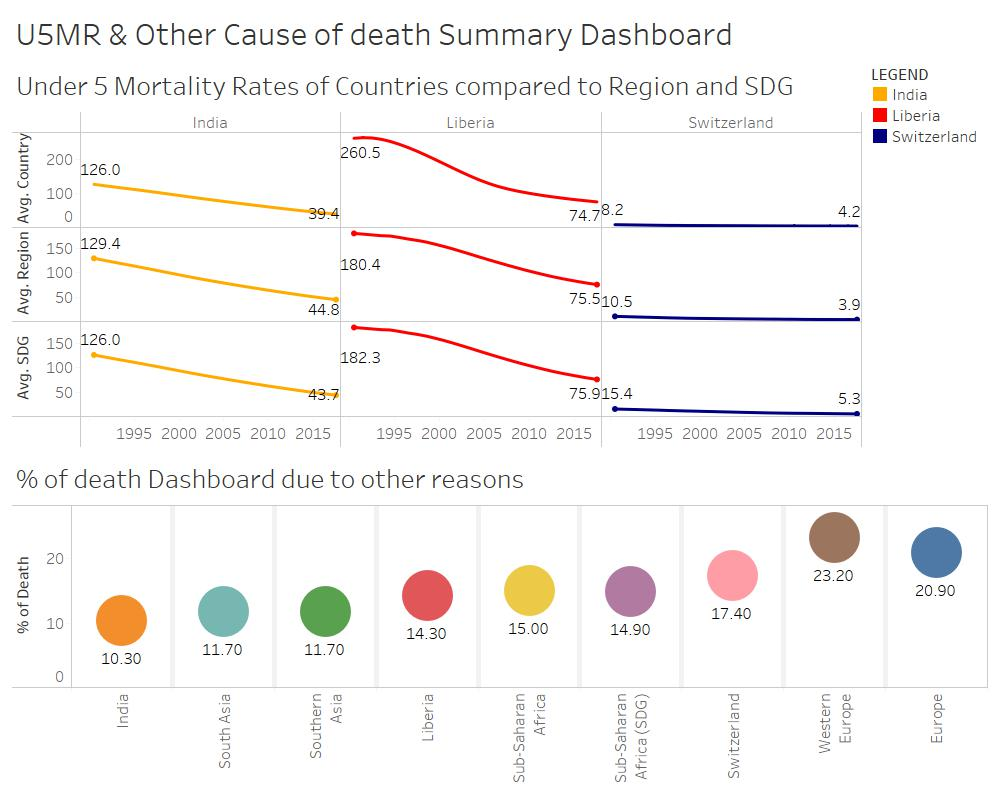 U5MR & Other Cause of death Summary Dashboard
Under 5 Mortality Rates of Countries compared to Region and SDG
LEGEND
India
Liberia
Switzerland
India Liberia Switzerland
Avg. Country
200
100
0
126.0
39.4
260.5
74.7
8.2
4.2
Avg. Region
150
100
50
129.4
44.8
180.4
75.5
10.5
3.9
Avg. SDG
150
100
50
126.0
43.7
182.3
75.9
15.4
5.3
1995 2000 2005 2010 2015 1995 2000 2005 2010 2015 1995 2000 2005 2010 2015
% of death Dashboard due to other reasons
% of Death
20
10
0
10.30
11.70
11.70
14.30
15.00
14.90
17.40
23.20
20.90
India
South Asia
Southern
Asia
Liberia
Sub-Saharan
Africa
Sub-Saharan
Africa (SDG)
Switzerland
Western
Europe
Europe